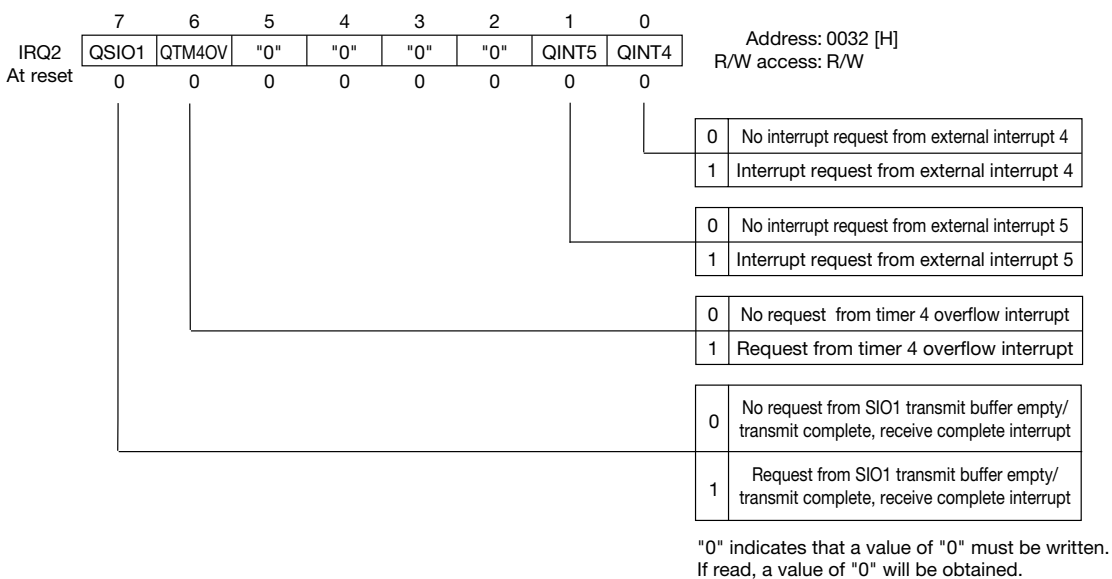 7 6 5 4 3 2 1 0
IRQ2 QSIO1 QTM4OV "0" "0" "0" "0" QINT5 QINT4
At reset 0 0 0 0 0 0 0 0
Address: 0032 [H]
R/W access: R/W
0 No interrupt request from external interrupt 4
1 Interrupt request from external interrupt 4
0 No interrupt request from external interrupt 5
1 Interrupt request from external interrupt 5
0 No request from timer 4 overflow interrupt
1 Request from timer 4 overflow interrupt
0 No request from SIO1 transmit buffer empty/
transmit complete, receive complete interrupt
1 Request from SIO1 transmit buffer empty/
transmit complete, receive complete interrupt
"0" indicates that a value of "0" must be written.
If read, a value of "0" will be obtained.